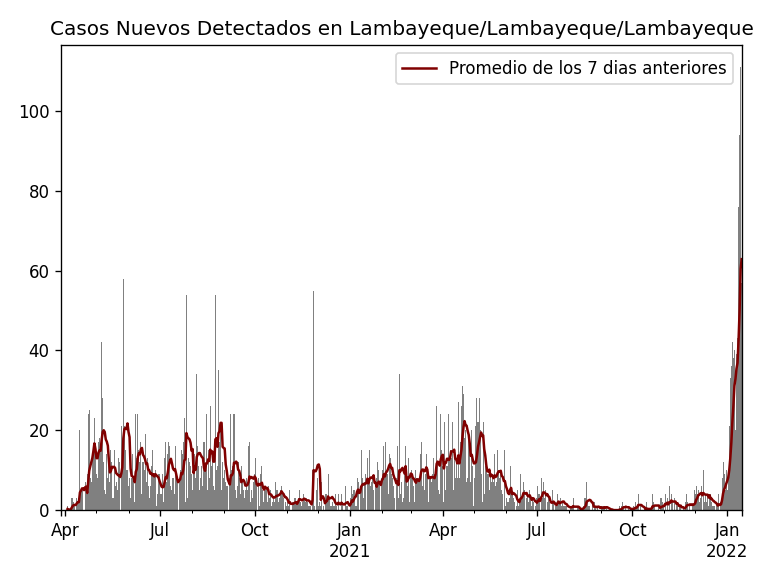 Casos Nuevos Detectados en Lambayeque/Lambayeque/Lambayeque
Promedio de los 7 dias anteriores
100
80
60
40
20
0
Apr Jul Oct Jan Apr Jul Oct Jan
2021 2022